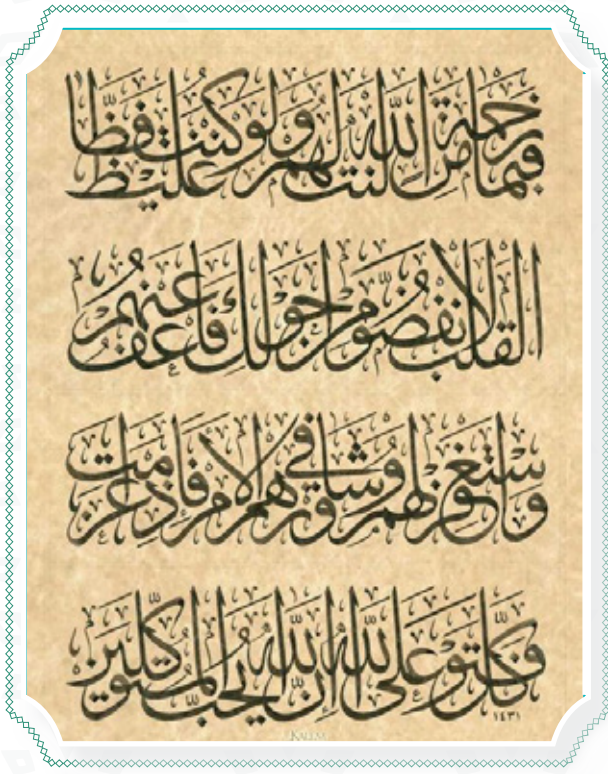 فبما رحمة من الله لنت لهم ولو كنت فظا غليظ
القلب لانفضوا من حولك فاعف عنهم
واستغفر لهم وشاورهم في الأمر فإذا عزمت
فتوكل على الله إن الله يحب المتوكلين
١٤٣١
KALEM